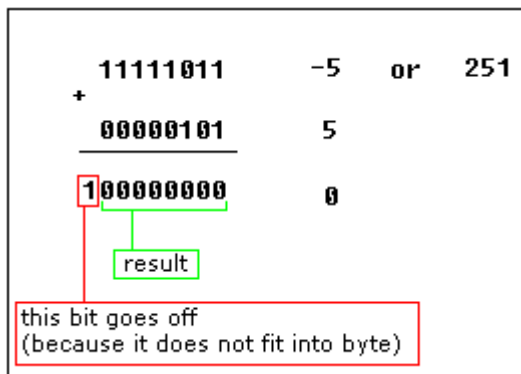 11111011 -5 or 251
+
00000101 5
100000000 0
result
this bit goes off
(because it does not fit into byte)